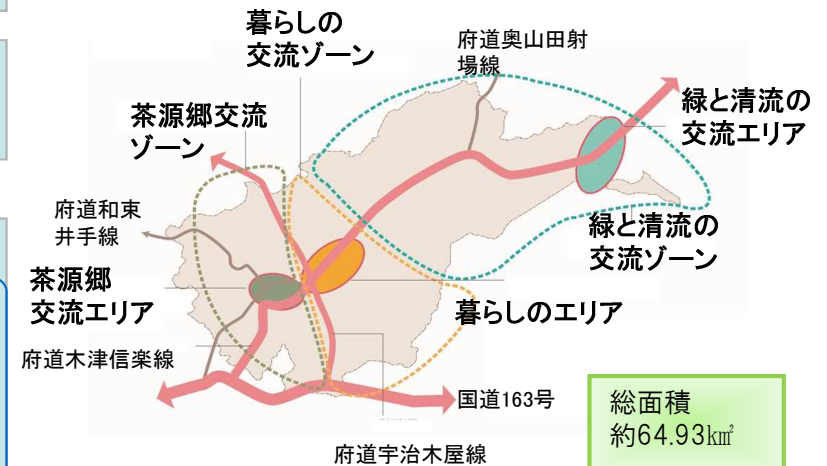 暮らしの
交流ゾーン
府道奥山田射
場線
緑と清流の
交流エリア
茶源郷交流
ゾーン
府道和束
井手線
緑と清流の
交流ゾーン
茶源郷
交流エリア
暮らしのエリア
府道木津信楽線
国道163号
総面積
約64.93㎢
府道宇治木屋線